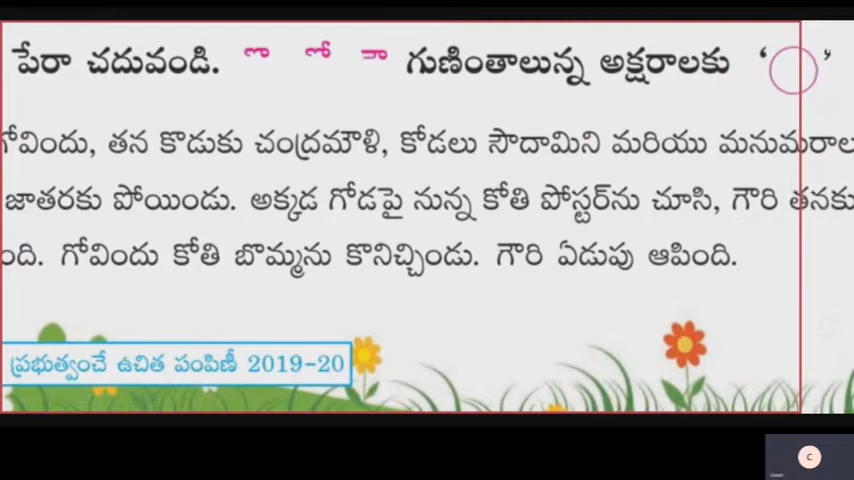 పేరా చదువండి. ొ ో ౌ గుణింతాలున్న అక్షరాలకు ‘ ’
గోవిందు, తన కొడుకు చంద్రమౌళి, కోడలు సౌదామిని మరియు మనుమరాల
జాతరకు పోయిండు. అక్కడ గోడపై నున్న కోతి పోస్టర్‌ను చూసి, గౌరి తనకు
ంది. గోవిందు కోతి బొమ్మను కొనిచ్చిండు. గౌరి ఏడుపు ఆపింది.
ప్రభుత్వంచే ఉచిత పంపిణీ 2019-20
C